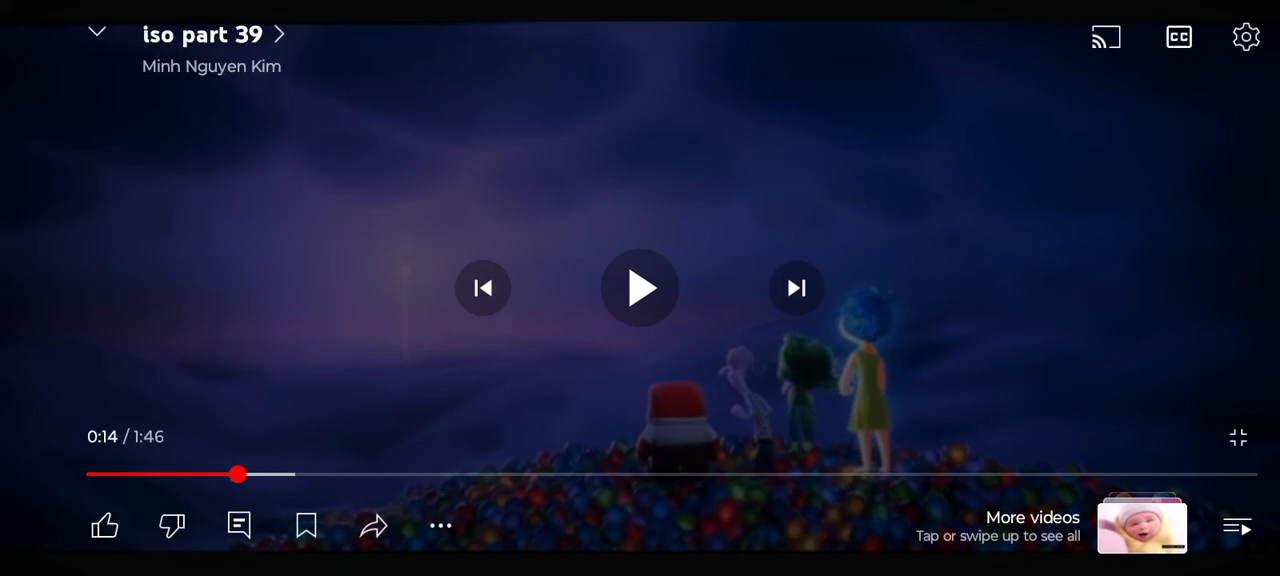 iso part 39
Minh Nguyen Kim
CC
0:14 / 1:46
More videos
Tap or swipe up to see all